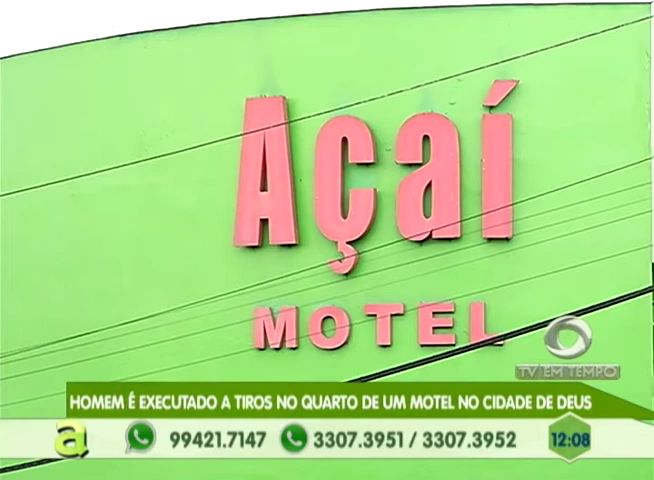 Açaí
MOTEL
TV EM TEMPO
HOMEM É EXECUTADO A TIROS NO QUARTO DE UM MOTEL NO CIDADE DE DEUS
a 99421.7147 3307.3951 / 3307.3952 12:08